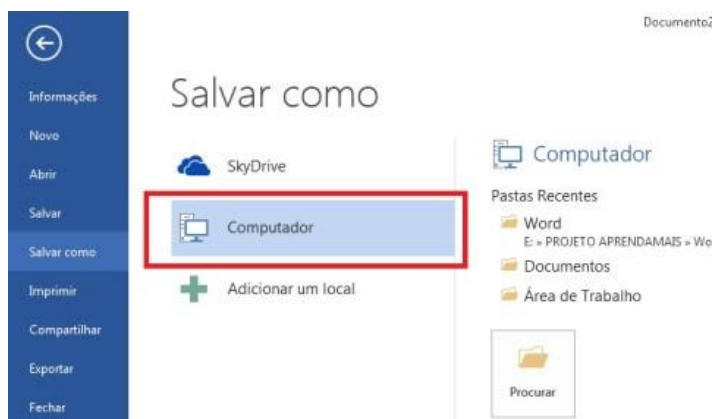 Documento2
Informações
Novo
Abrir
Salvar
Salvar como
Imprimir
Compartilhar
Exportar
Fechar
Salvar como
SkyDrive
Computador
Adicionar um local
Computador
Pastas Recentes
Word
E: » PROJETO APRENDAMAIS » Wo
Documentos
Área de Trabalho
Procurar